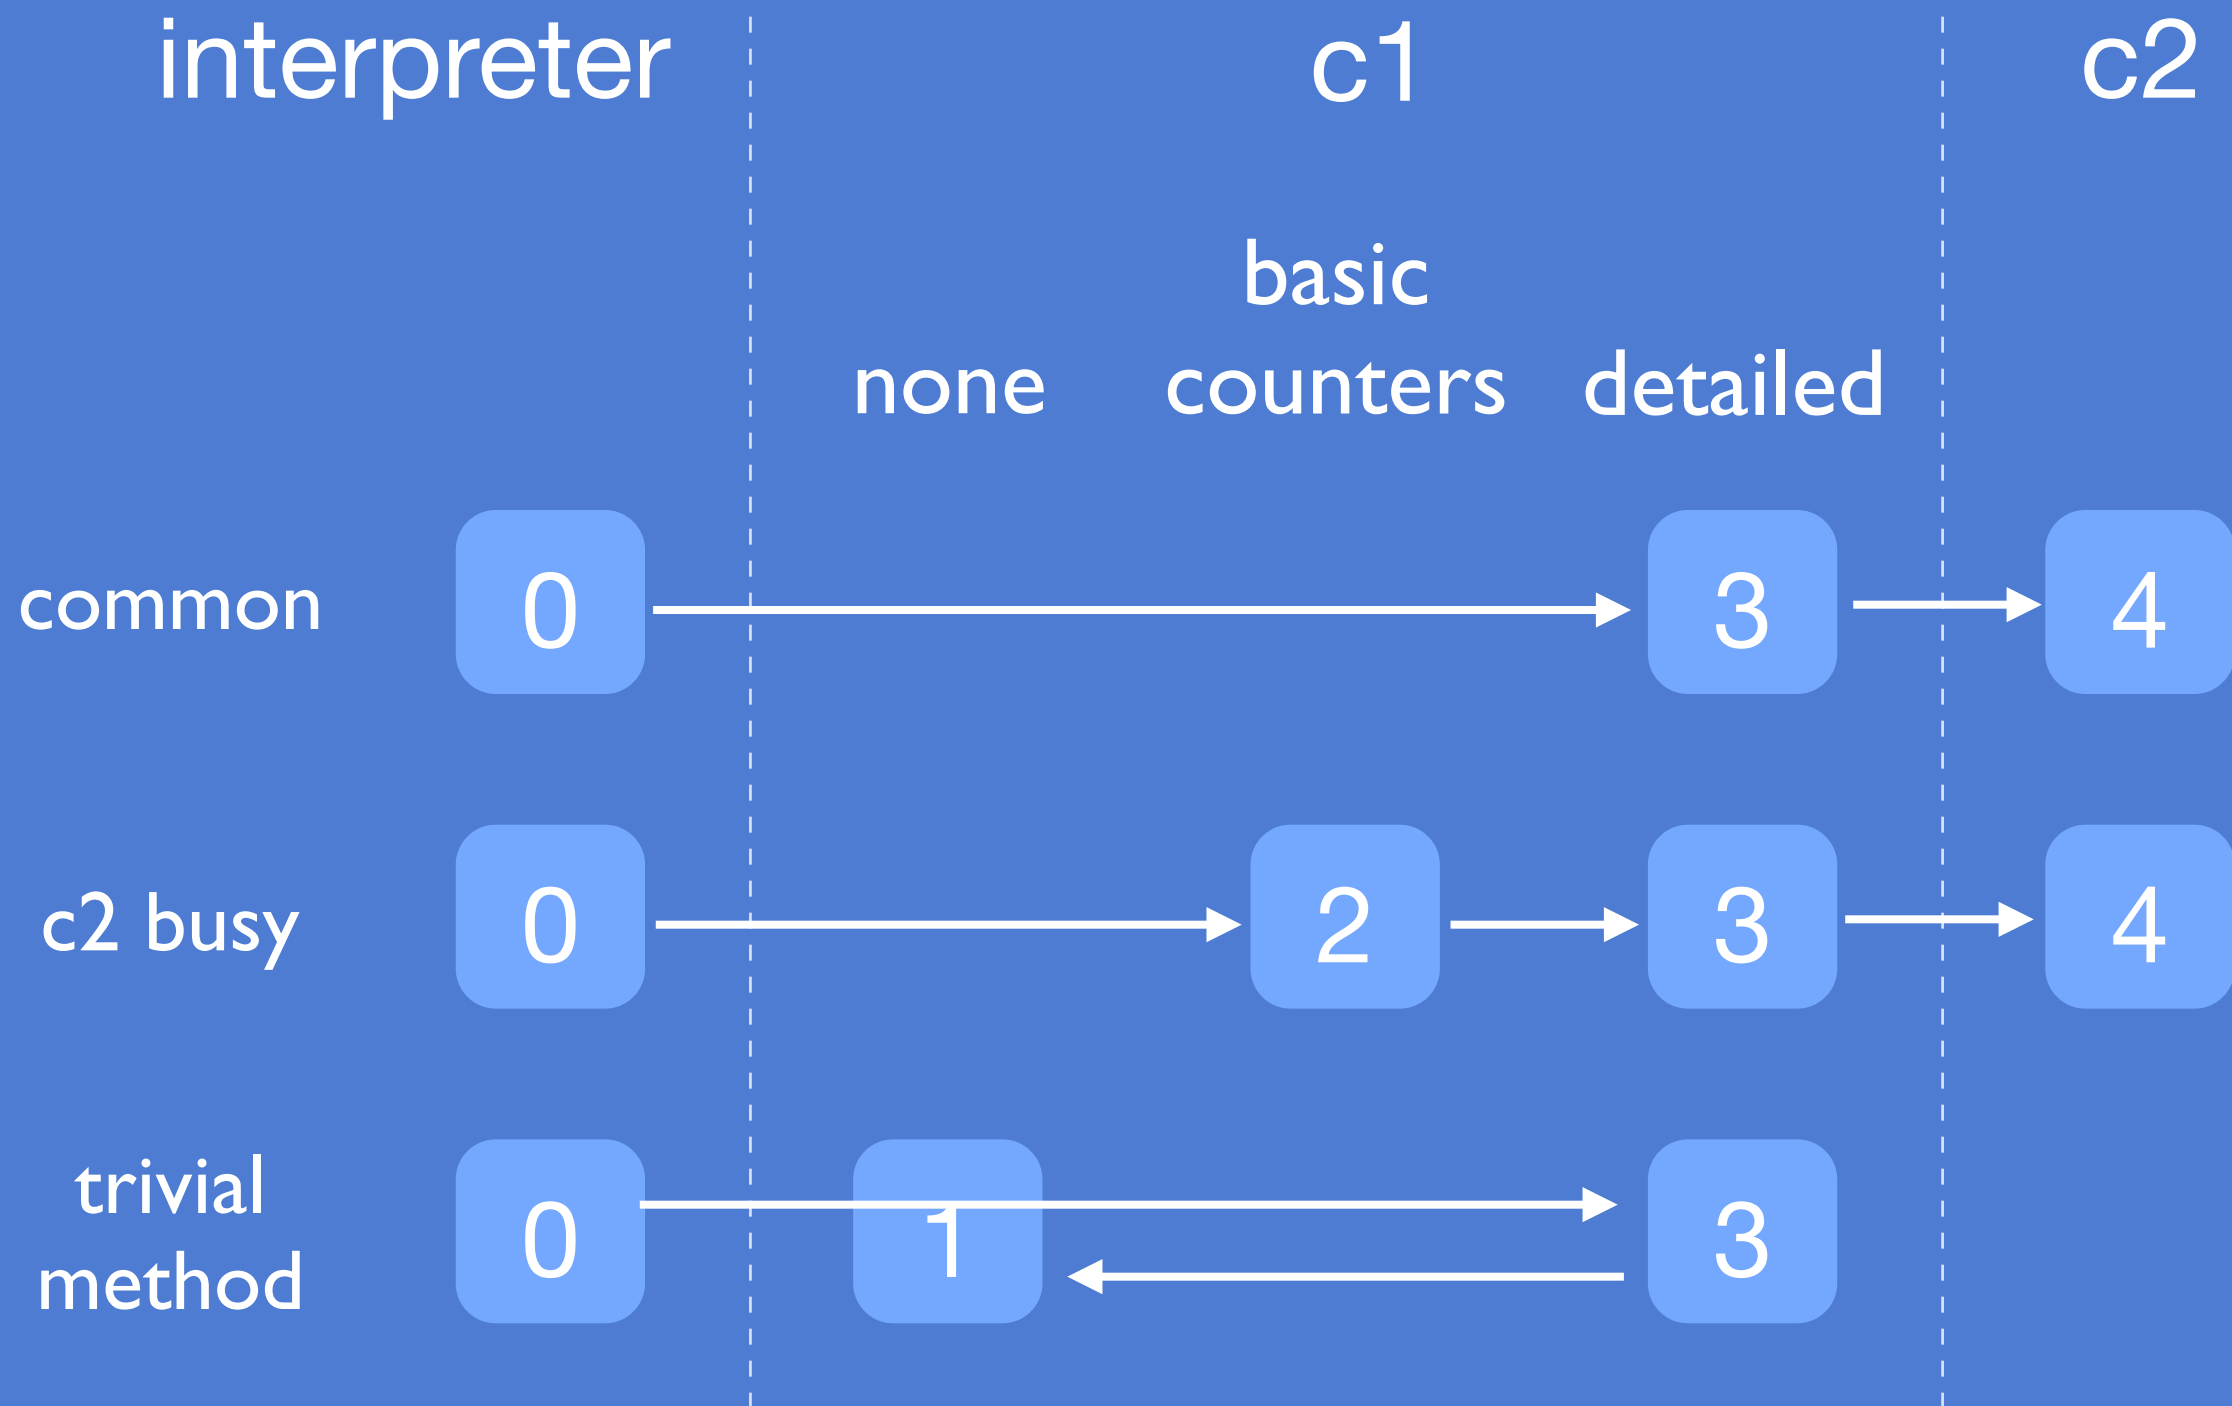 interpreter c1 c2
basic
none counters detailed
common 0 3 4
c2 busy 0 2 3 4
trivial
method 0 1 3